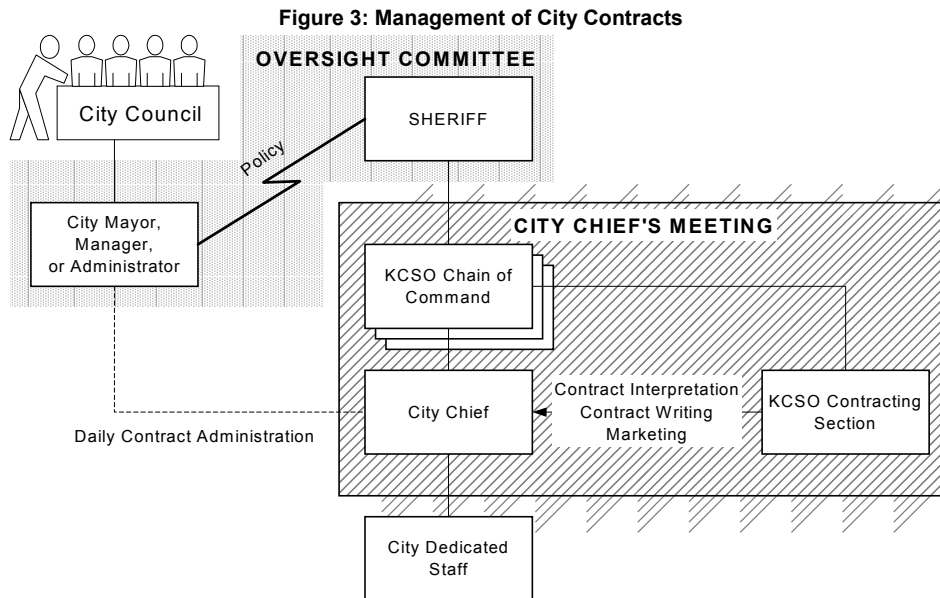 Figure 3: Management of City Contracts
OVERSIGHT COMMITTEE
City Council
SHERIFF
Policy
City Mayor,
Manager,
or Administrator
CITY CHIEF'S MEETING
KCSO Chain of
Command
City Chief
Contract Interpretation
Contract Writing
Marketing
KCSO Contracting
Section
Daily Contract Administration
City Dedicated
Staff